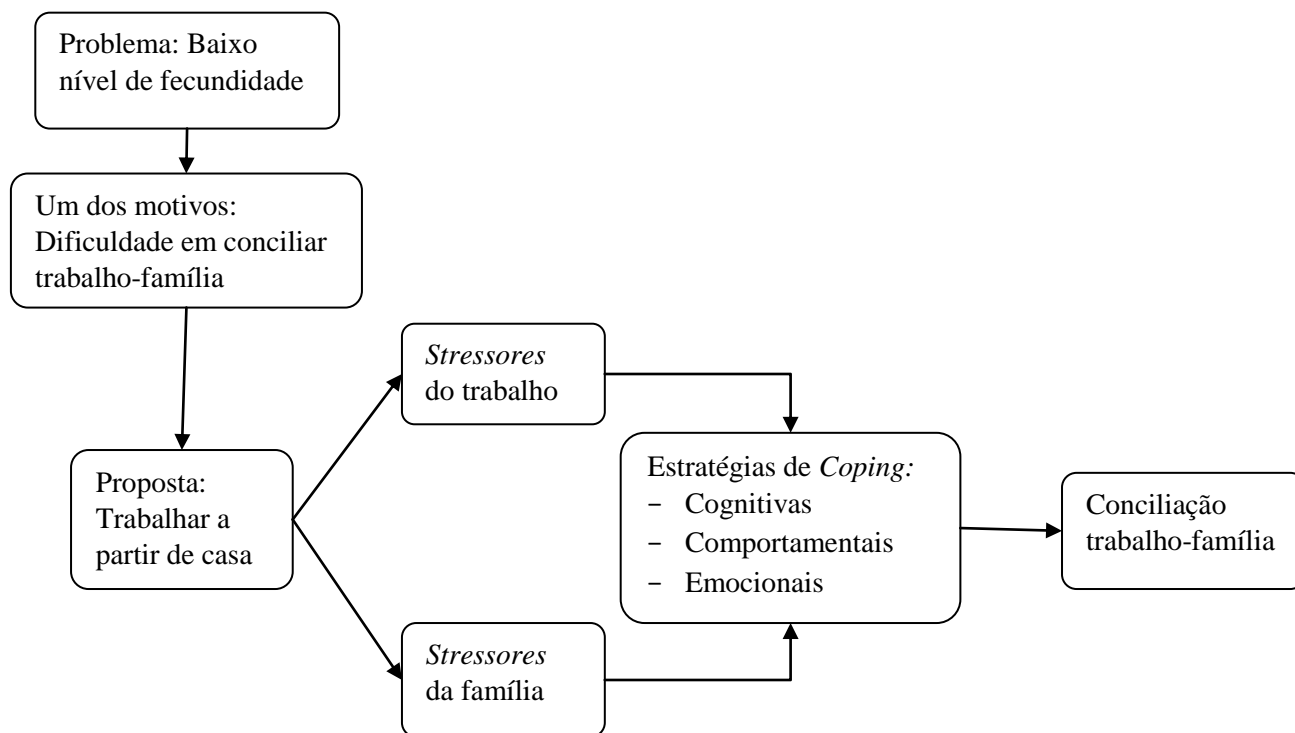 Problema: Baixo
nível de fecundidade
Um dos motivos:
Dificuldade em conciliar
trabalho-família
Proposta:
Trabalhar a
partir de casa
Stressores
do trabalho
Stressores
da família
Estratégias de Coping:
- Cognitivas
- Comportamentais
- Emocionais
Conciliação
trabalho-família